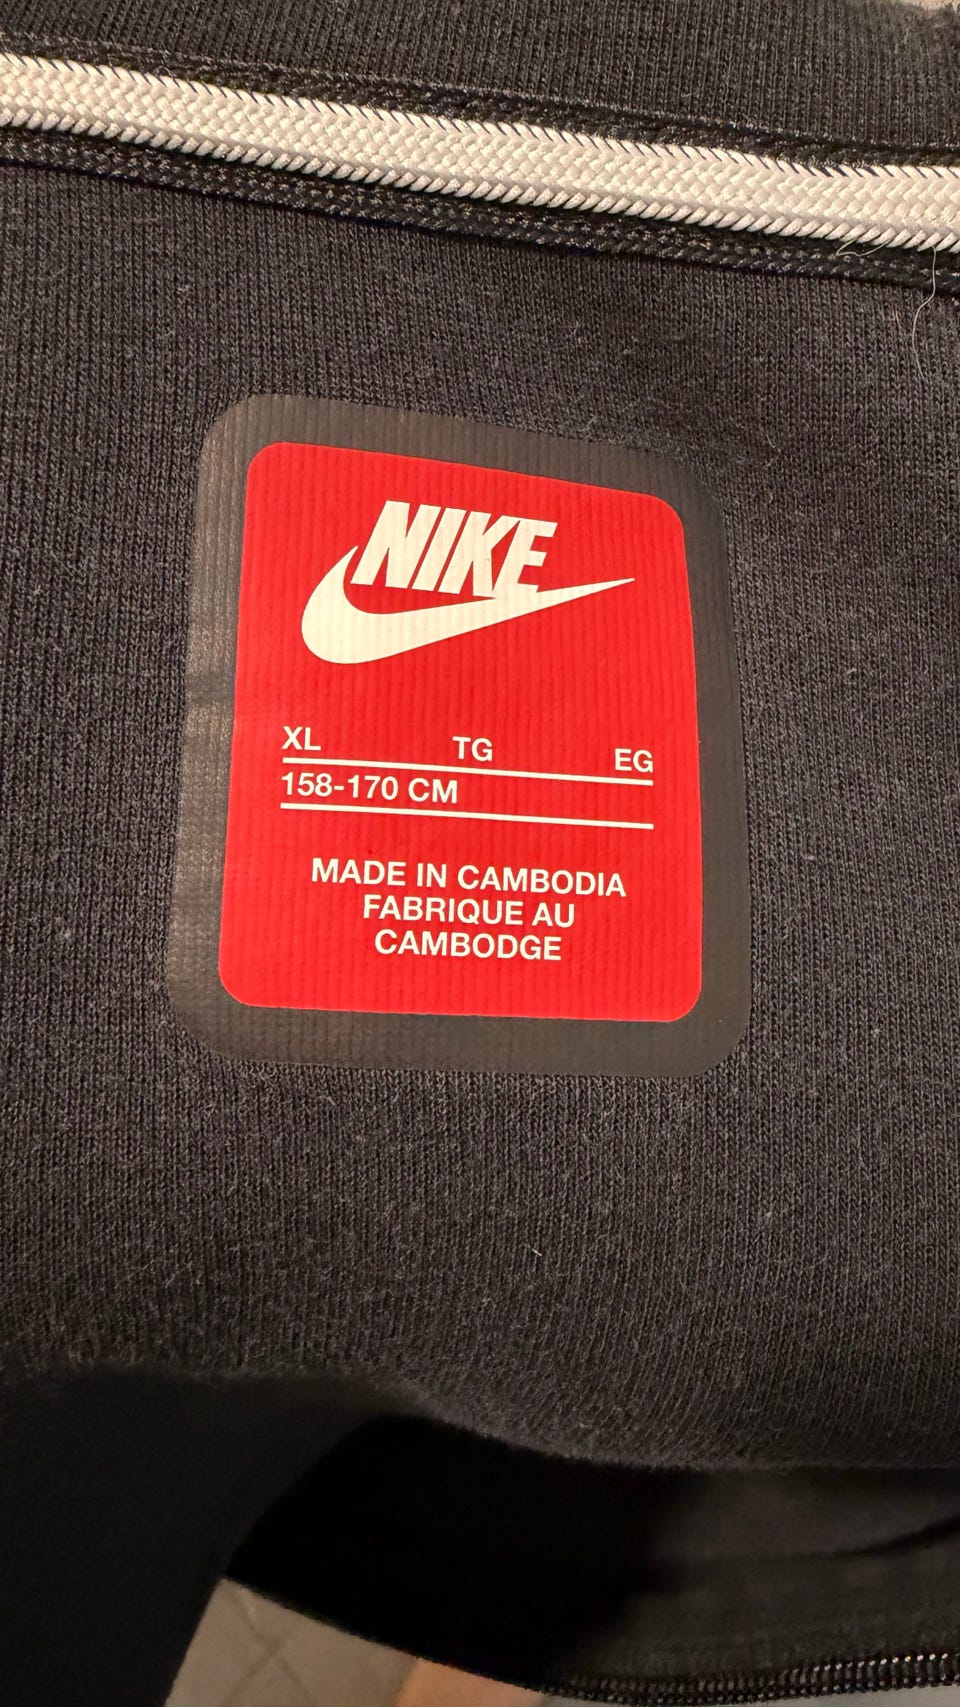 NIKE
XL TG EG
158-170 CM
MADE IN CAMBODIA
FABRIQUE AU
CAMBODGE